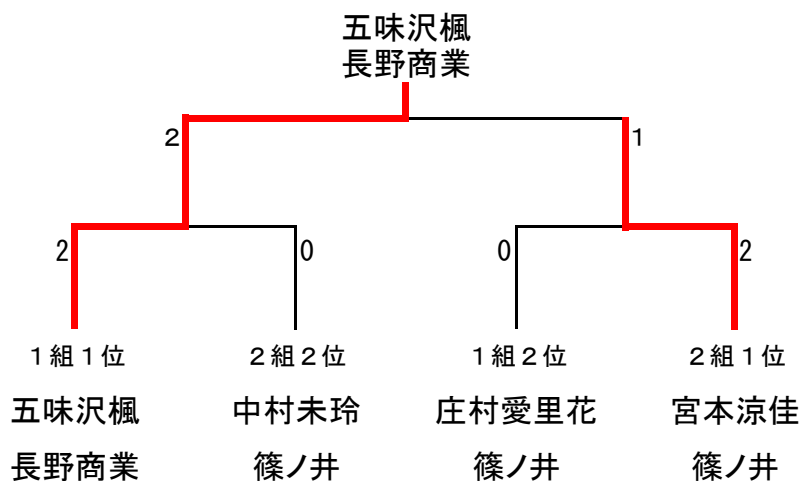 五味沢楓
長野商業
2 1
2 0 0 2
1組1位 2組2位 1組2位 2組1位
五味沢楓 中村未玲 庄村愛里花 宮本涼佳
長野商業 篠ノ井 篠ノ井 篠ノ井